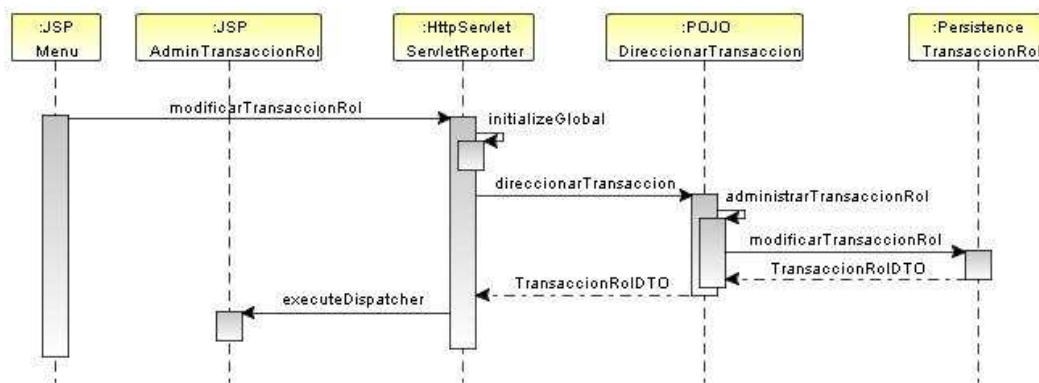 :JSP
Menu
:JSP
AdminTransaccionRol
:HttpServlet
ServletReporter
:POJO
DireccionarTransaccion
:Persistence
TransaccionRol
modificarTransaccionRol
initializeGlobal
direccionarTransaccion
administrarTransaccionRol
modificarTransaccionRol
TransaccionRolDTO
TransaccionRolDTO
executeDispatcher